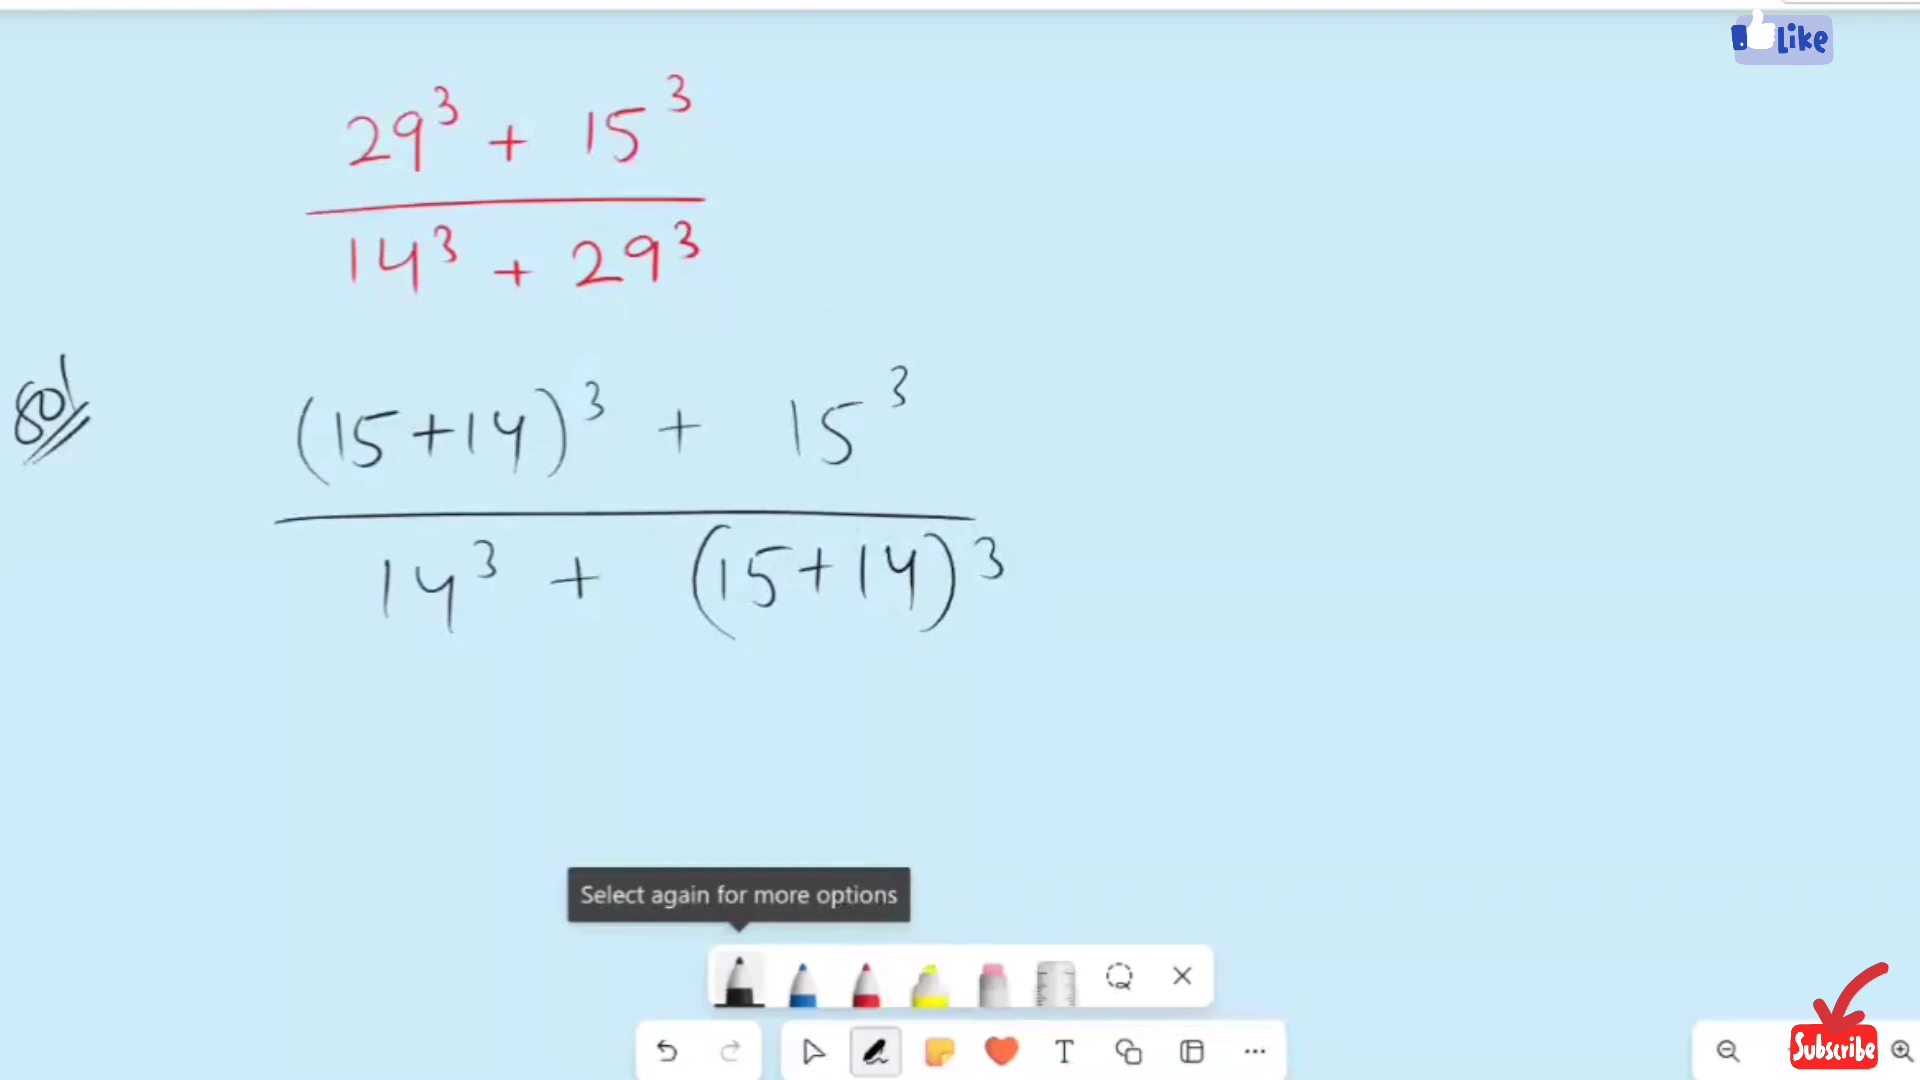 Like
29³ + 15³
14³ + 29³
Sol
(15+14)³ + 15³
14³ + (15+14)³
Select again for more options
T
Subscribe